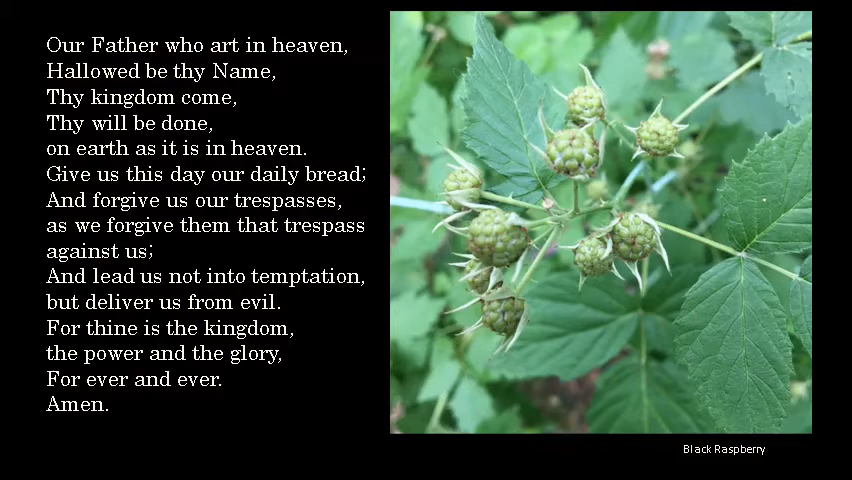 Our Father who art in heaven,
Hallowed be thy Name,
Thy kingdom come,
Thy will be done,
on earth as it is in heaven.
Give us this day our daily bread;
And forgive us our trespasses,
as we forgive them that trespass
against us;
And lead us not into temptation,
but deliver us from evil.
For thine is the kingdom,
the power and the glory,
For ever and ever.
Amen.
Black Raspberry